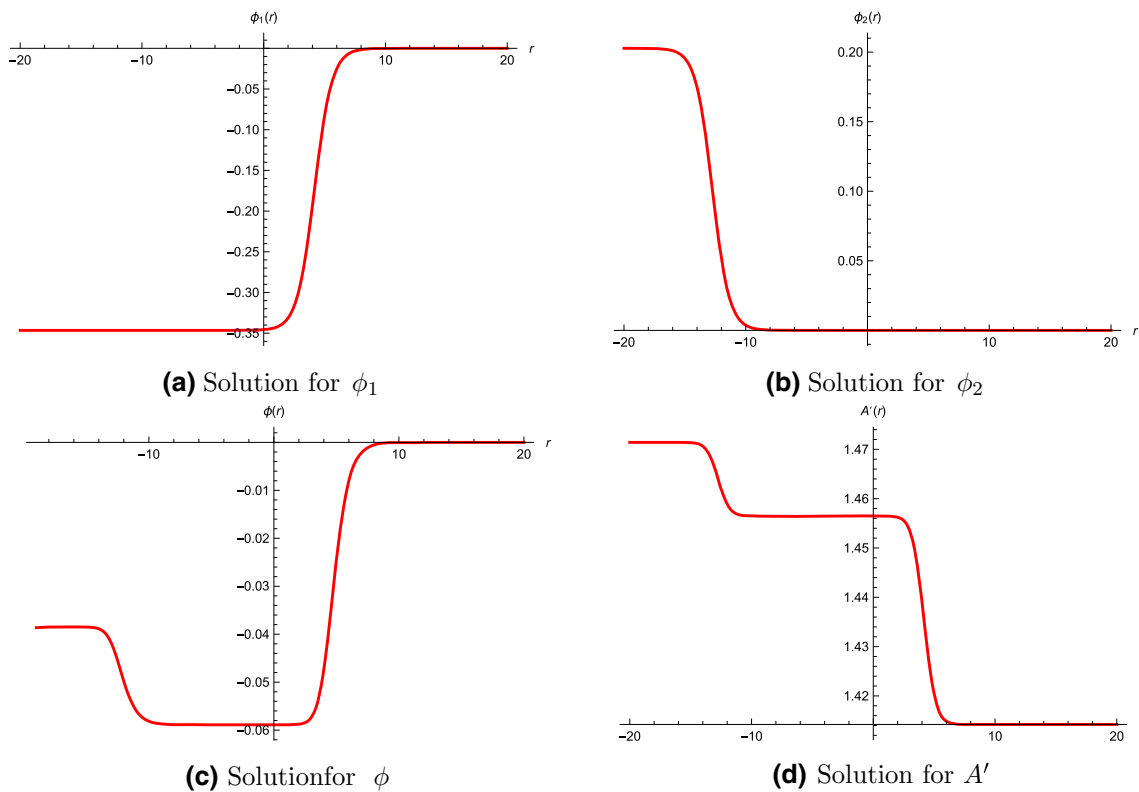 ϕ₁(r)
r
−20 −10 10 20
−0.05
−0.10
−0.15
−0.20
−0.25
−0.30
−0.35
(a) Solution for ϕ₁
ϕ₂(r)
0.20
0.15
0.10
0.05
−20 −10 0 10 20
r
(b) Solution for ϕ₂
ϕ(r)
r
−10 10 20
−0.01
−0.02
−0.03
−0.04
−0.05
−0.06
(c) Solutionfor ϕ
A′(r)
1.47
1.46
1.45
1.44
1.43
1.42
−20 −10 0 10 20
r
(d) Solution for A′